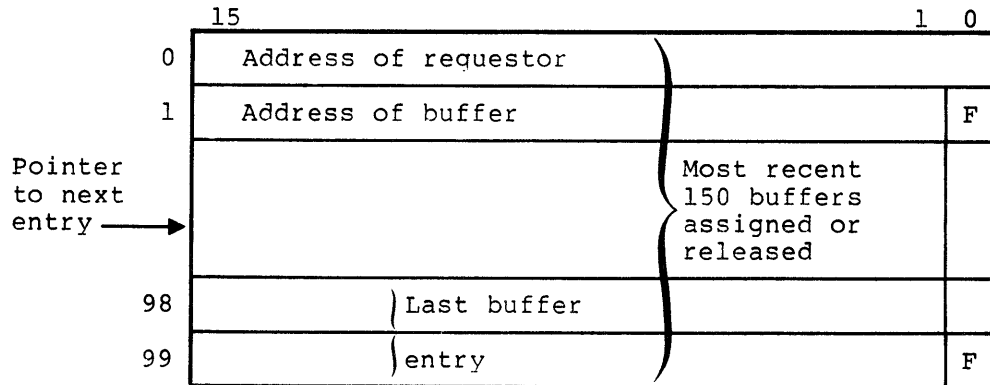 15 1 0
0 Address of requestor
1 Address of buffer F
Pointer
to next
entry
Most recent
150 buffers
assigned or
released
98 Last buffer
99 entry F